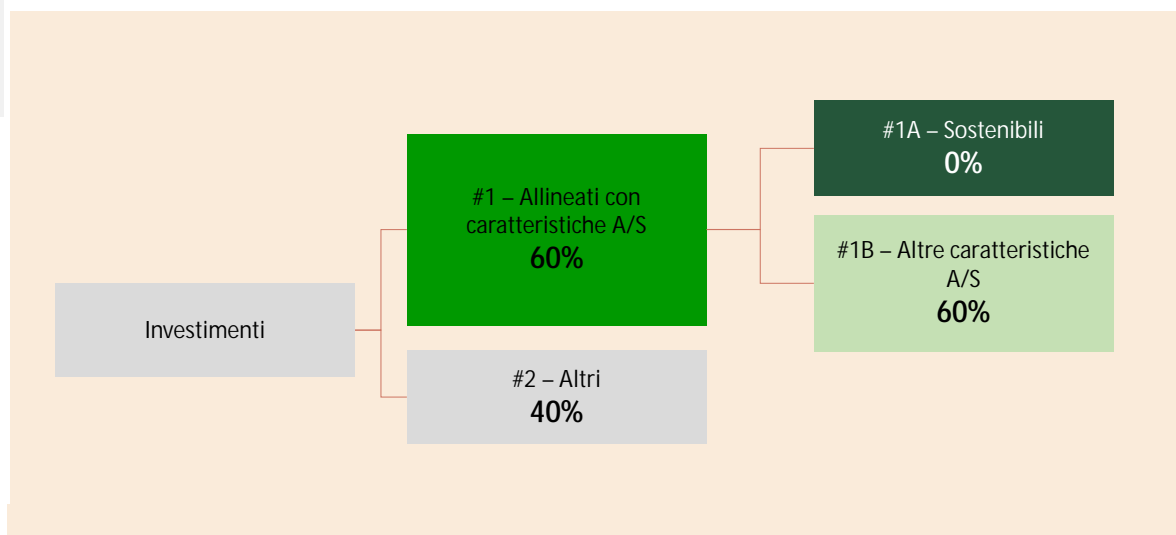 Investimenti
#1 – Allineati con
caratteristiche A/S
60%
#2 – Altri
40%
#1A – Sostenibili
0%
#1B – Altre caratteristiche
A/S
60%